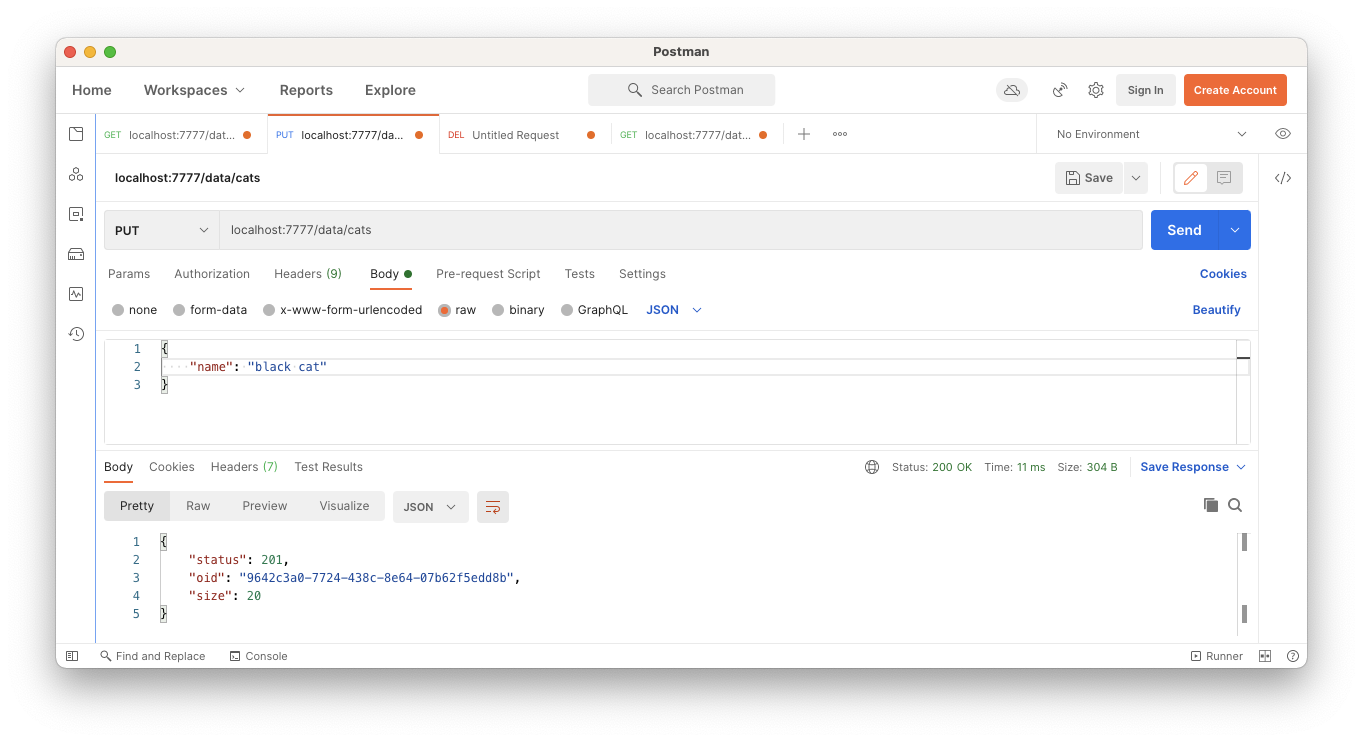 Postman
Home Workspaces Reports Explore Search Postman Sign In Create Account
GET localhost:7777/dat... PUT localhost:7777/da... DEL Untitled Request GET localhost:7777/dat... No Environment
localhost:7777/data/cats Save
PUT localhost:7777/data/cats Send
Params Authorization Headers (9) Body Pre-request Script Tests Settings Cookies
none form-data x-www-form-urlencoded raw binary GraphQL JSON Beautify
1 {
2 ····"name":·"black·cat"
3 }
Body Cookies Headers (7) Test Results Status: 200 OK Time: 11 ms Size: 304 B Save Response
Pretty Raw Preview Visualize JSON
1 {
2 "status": 201,
3 "oid": "9642c3a0-7724-438c-8e64-07b62f5edd8b",
4 "size": 20
5 }
Find and Replace Console Runner